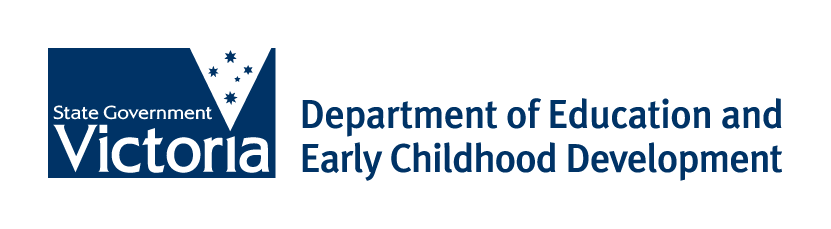 State Government
Victoria
Department of Education and
Early Childhood Development